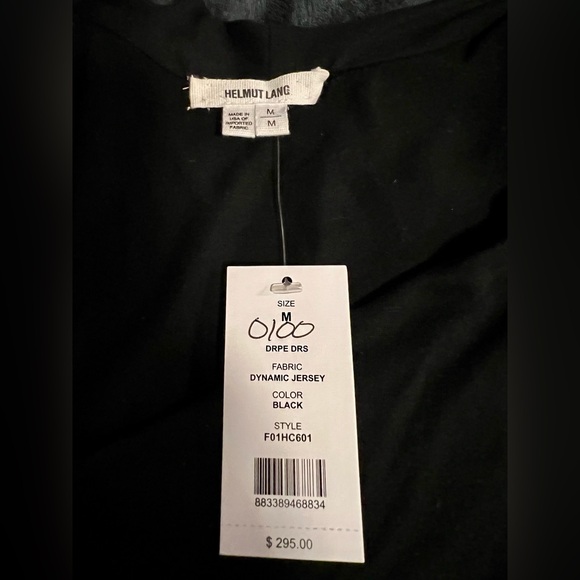 HELMUT LANG
MADE IN
USA OF
IMPORTED
FABRIC
M
M
SIZE
M
0100
DRPE DRS
FABRIC
DYNAMIC JERSEY
COLOR
BLACK
STYLE
F01HC601
883389468834
$ 295.00